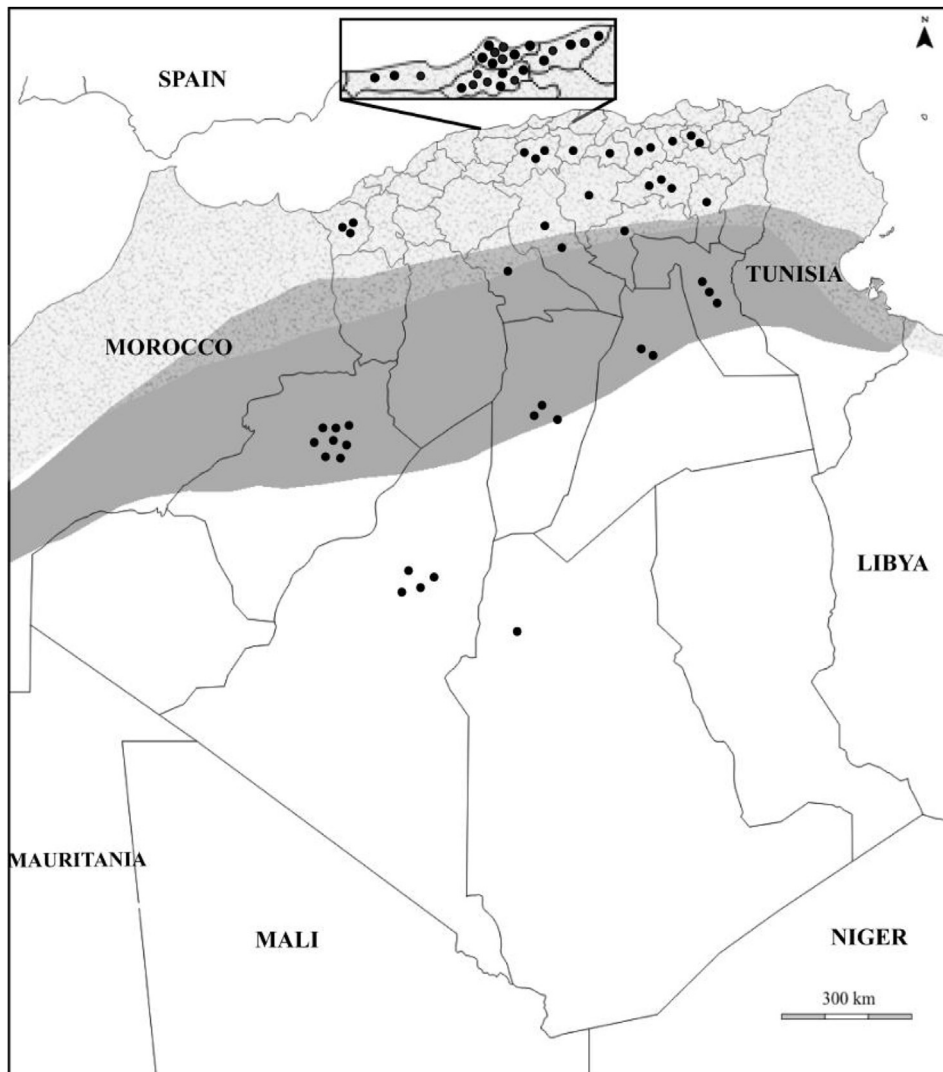 N
SPAIN
TUNISIA
MOROCCO
LIBYA
MAURITANIA
MALI
NIGER
300 km